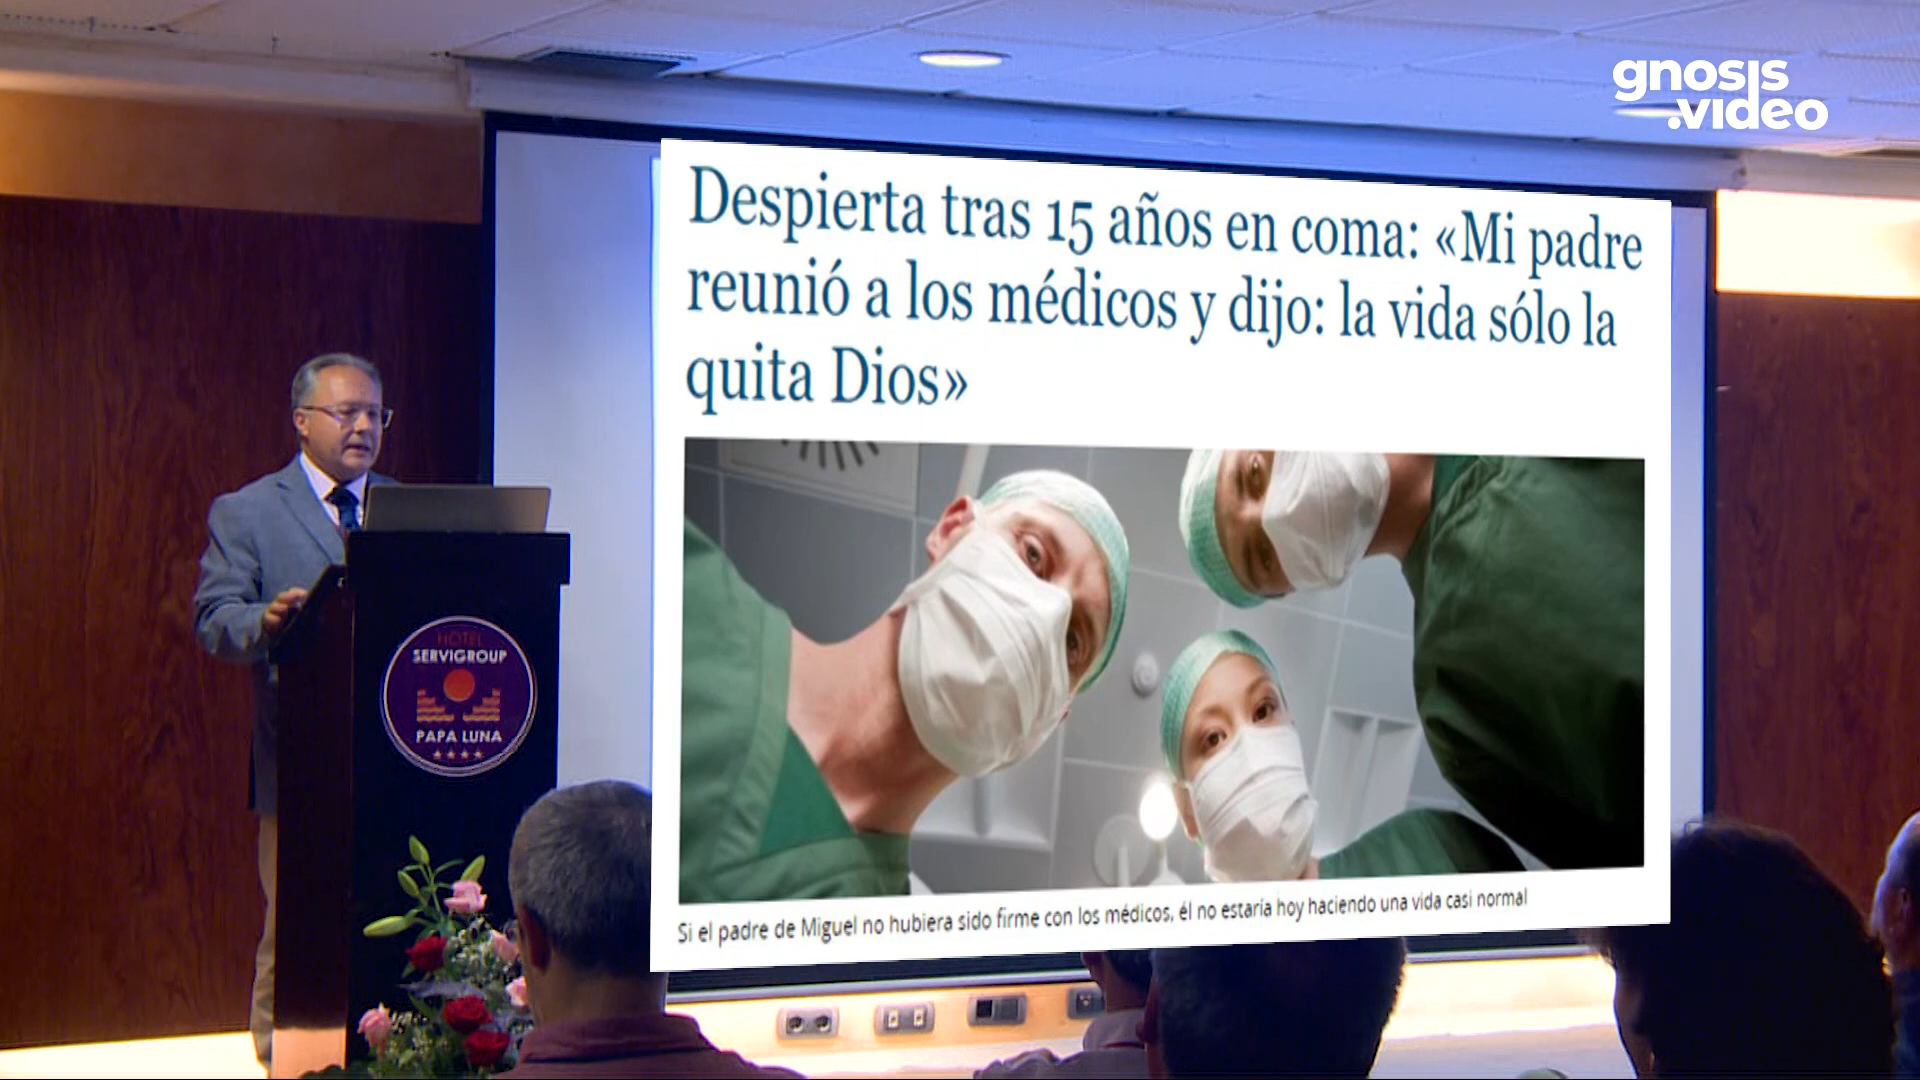 gnosis
.video
Despierta tras 15 años en coma: «Mi padre
reunió a los médicos y dijo: la vida sólo la
quita Dios»
Si el padre de Miguel no hubiera sido firme con los médicos, él no estaría hoy haciendo una vida casi normal
HOTEL
SERVIGROUP
PAPA LUNA